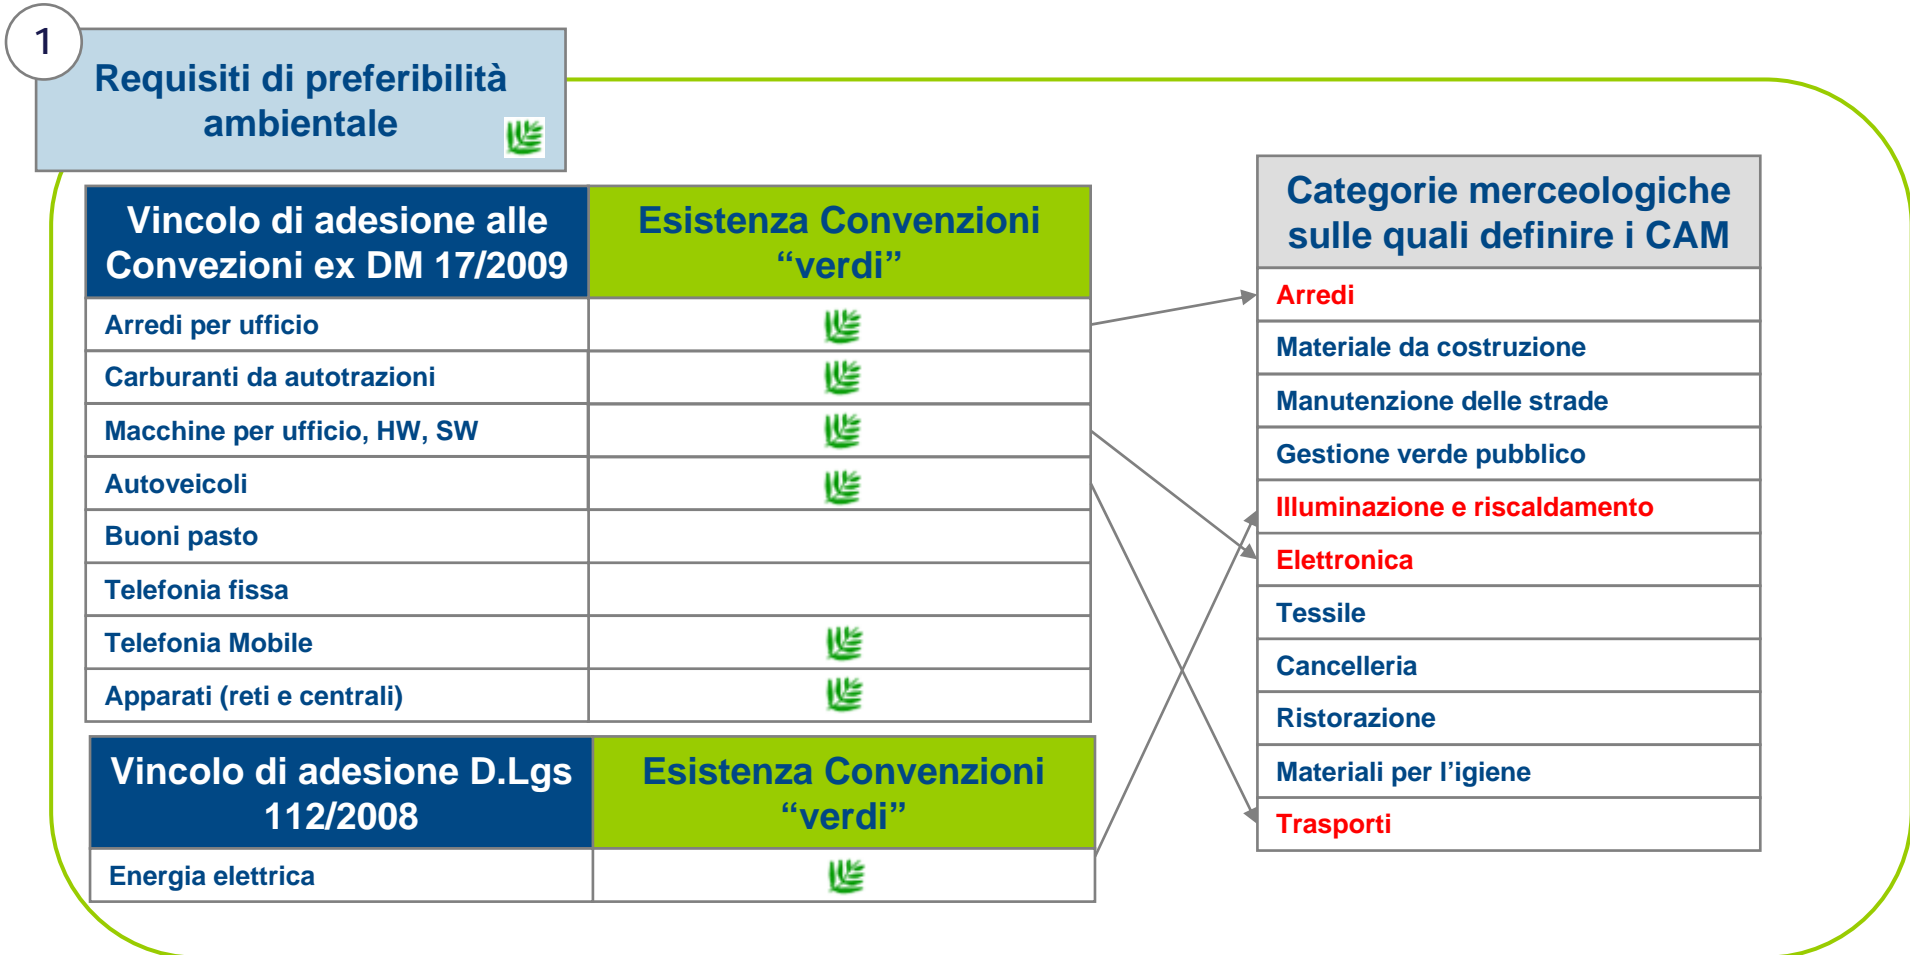 1
Requisiti di preferibilità
ambientale
Vincolo di adesione alle
Convezioni ex DM 17/2009
Esistenza Convenzioni
“verdi”
Arredi per ufficio
Carburanti da autotrazioni
Macchine per ufficio, HW, SW
Autoveicoli
Buoni pasto
Telefonia fissa
Telefonia Mobile
Apparati (reti e centrali)
Vincolo di adesione D.Lgs
112/2008
Esistenza Convenzioni
“verdi”
Energia elettrica
Categorie merceologiche
sulle quali definire i CAM
Arredi
Materiale da costruzione
Manutenzione delle strade
Gestione verde pubblico
Illuminazione e riscaldamento
Elettronica
Tessile
Cancelleria
Ristorazione
Materiali per l’igiene
Trasporti